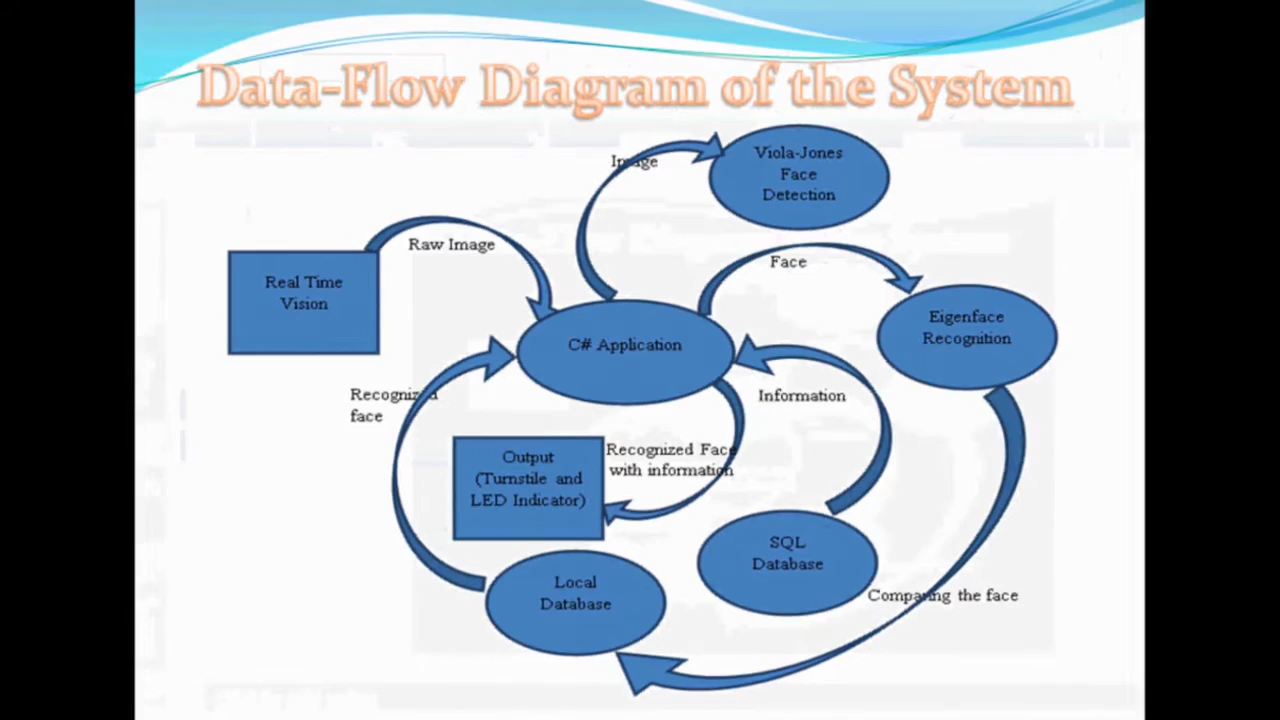 Data-Flow Diagram of the System
Image
Viola-Jones
Face
Detection
Raw Image
Face
Real Time
Vision
Eigenface
Recognition
C# Application
Recognized
face
Information
Output
(Turnstile and
LED Indicator)
Recognized Face
with information
SQL
Database
Local
Database
Comparing the face